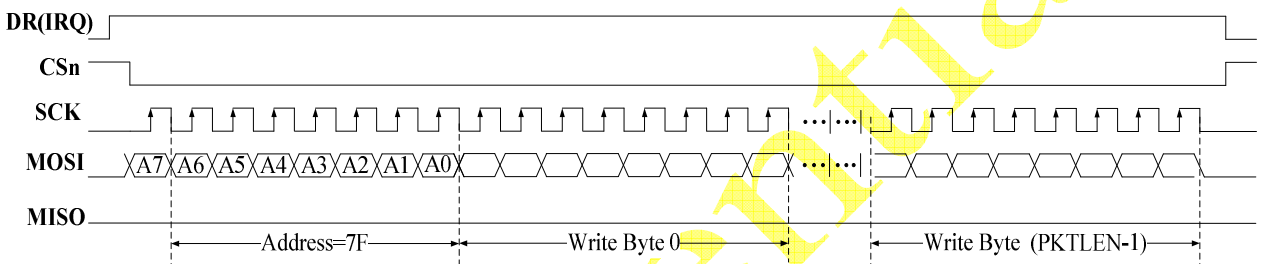 DR(IRQ)
CSn
SCK
MOSI A7 A6 A5 A4 A3 A2 A1 A0
MISO
Address=7F Write Byte 0 Write Byte (PKTLEN-1)